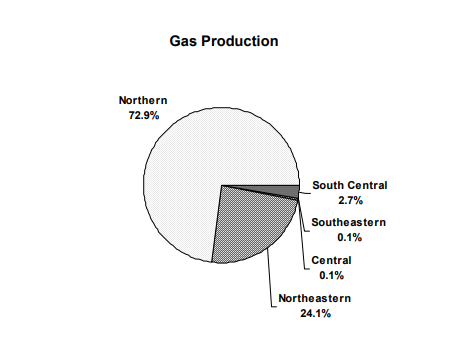 Gas Production
Northern
72.9%
South Central
2.7%
Southeastern
0.1%
Central
0.1%
Northeastern
24.1%